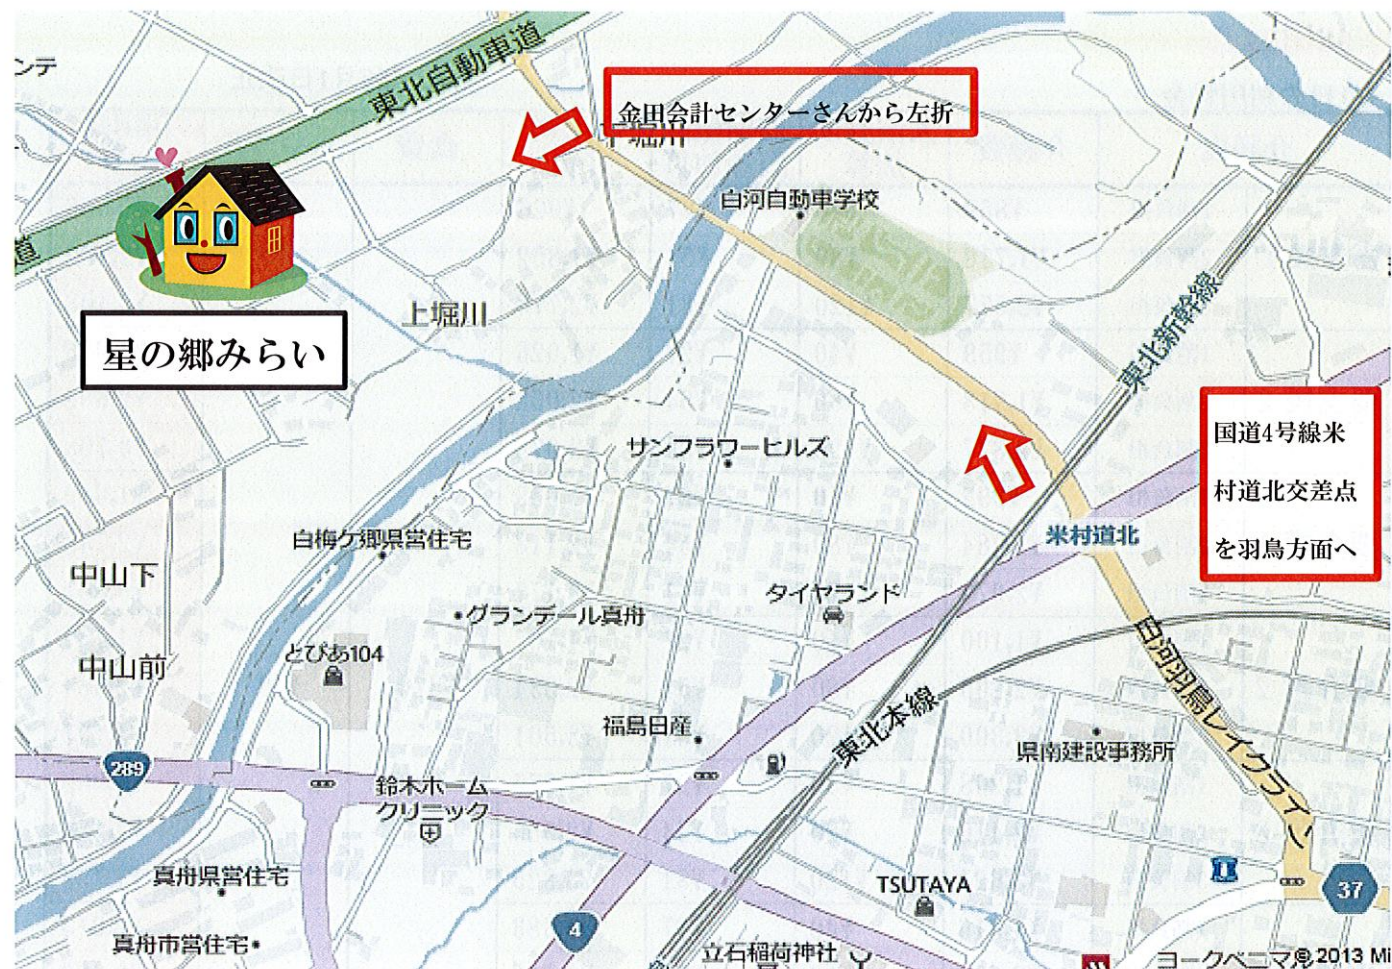 ンテ
東北自動車道
金田会計センターさんから左折
下堀川
白河自動車学校
道
上堀川
星の郷みらい
東北新幹線
国道4号線米
村道北交差点
を羽鳥方面へ
サンフラワーヒルズ
米村道北
白梅ケ郷県営住宅
中山下
タイヤランド
グランデール真舟
白河羽鳥レイクライン
とぴあ104
中山前
東北本線
福島日産
県南建設事務所
289
鈴木ホーム
クリニック
真舟県営住宅
TSUTAYA
37
4
真舟市営住宅
立石稲荷神社
ヨークベニマル
© 2013 MI